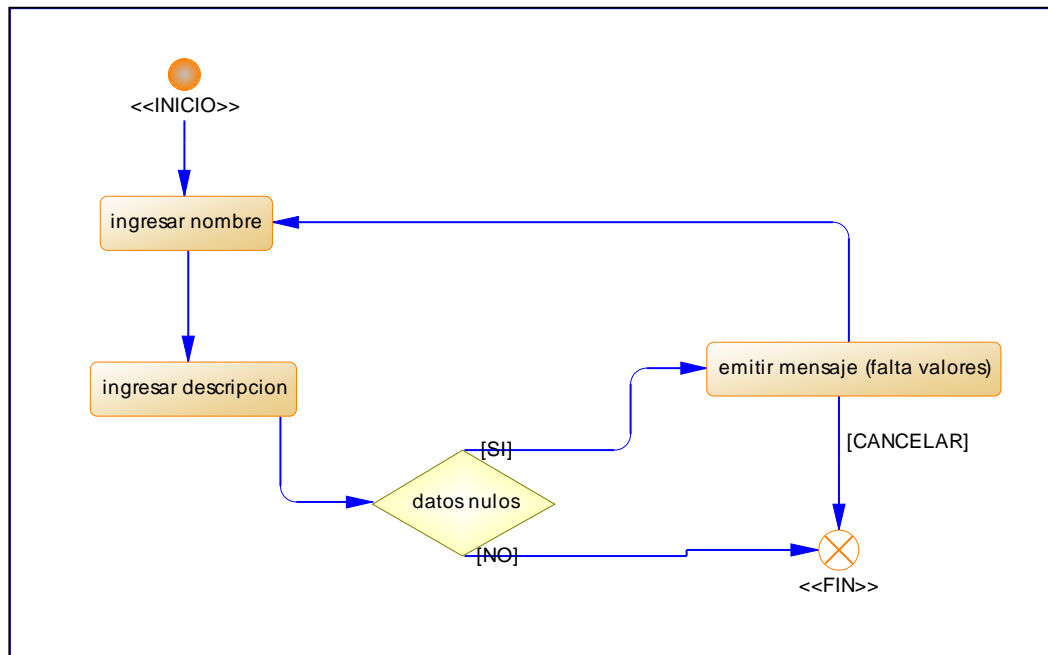 <<INICIO>>
ingresar nombre
ingresar descripcion
emitir mensaje (falta valores)
[SI]
[CANCELAR]
datos nulos
[NO]
<<FIN>>